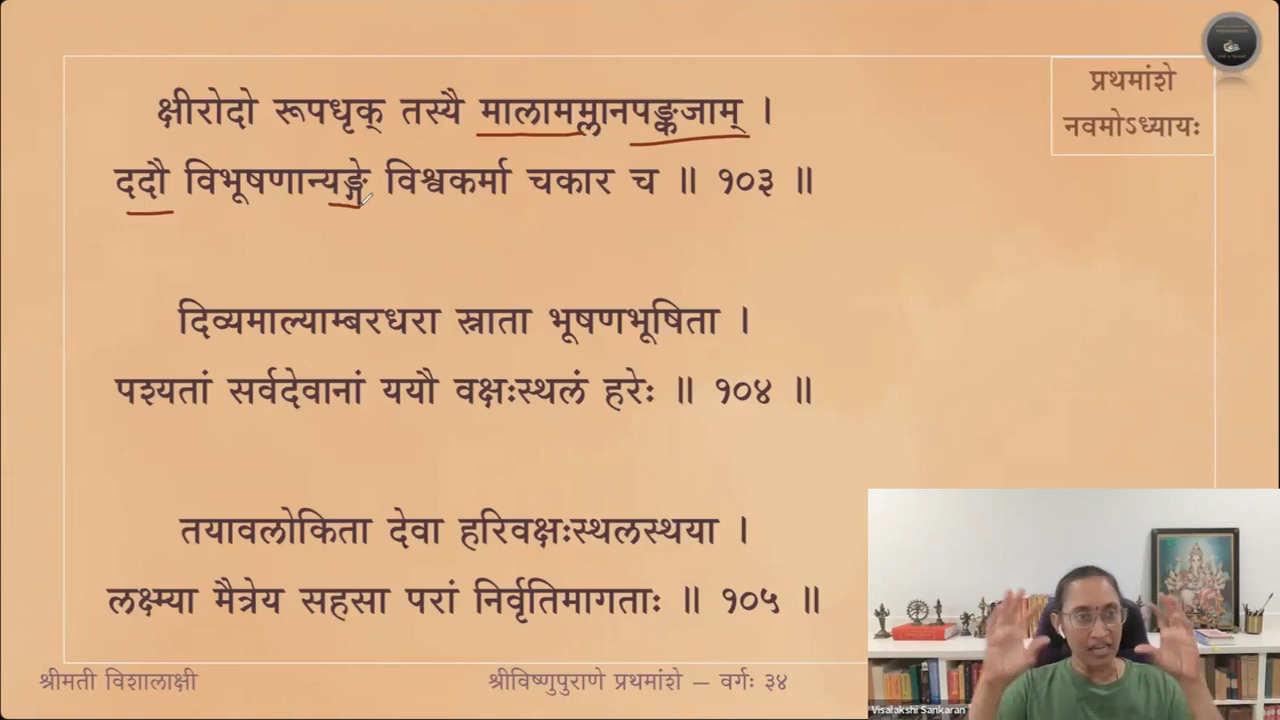 प्रथमांशे
नवमोऽध्यायः
क्षीरोदो रूपधृक् तस्यै मालामम्लानपङ्कजाम् ।
ददौ विभूषणान्यङ्गे विश्वकर्मा चकार च ॥ १०३ ॥
दिव्यमाल्याम्बरधरा स्नाता भूषणभूषिता ।
पश्यतां सर्वदेवानां ययौ वक्षःस्थलं हरेः ॥ १०४ ॥
तयावलोकिता देवा हरिवक्षःस्थलस्थया ।
लक्ष्म्या मैत्रेय सहसा परां निर्वृतिमागताः ॥ १०५ ॥
श्रीमती विशालाक्षी
श्रीविष्णुपुराणे प्रथमांशे – वर्गः ३४
Visalakshi Sankaran